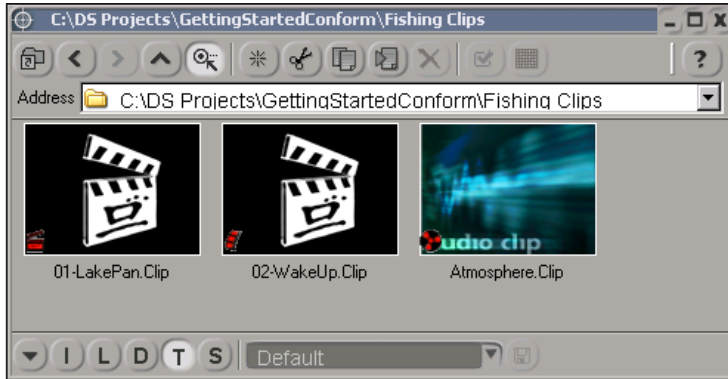 C:\DS Projects\GettingStartedConform\Fishing Clips
?
Address C:\DS Projects\GettingStartedConform\Fishing Clips
udio clip
01-LakePan.Clip 02-WakeUp.Clip Atmosphere.Clip
I L D T S Default